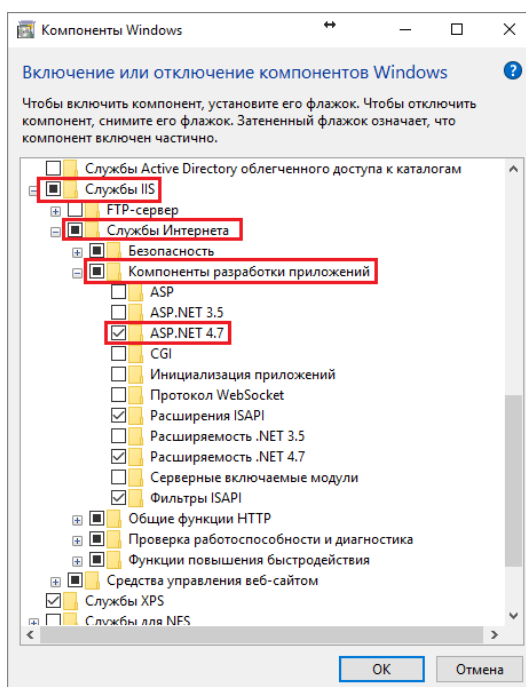 Компоненты Windows
Включение или отключение компонентов Windows
Чтобы включить компонент, установите его флажок. Чтобы отключить
компонент, снимите его флажок. Затененный флажок означает, что
компонент включен частично.
Службы Active Directory облегченного доступа к каталогам
Службы IIS
FTP-сервер
Службы Интернета
Безопасность
Компоненты разработки приложений
ASP
ASP.NET 3.5
ASP.NET 4.7
CGI
Инициализация приложений
Протокол WebSocket
Расширения ISAPI
Расширяемость .NET 3.5
Расширяемость .NET 4.7
Серверные включаемые модули
Фильтры ISAPI
Общие функции HTTP
Проверка работоспособности и диагностика
Функции повышения быстродействия
Средства управления веб-сайтом
Службы XPS
Службы для NFS
ОК
Отмена